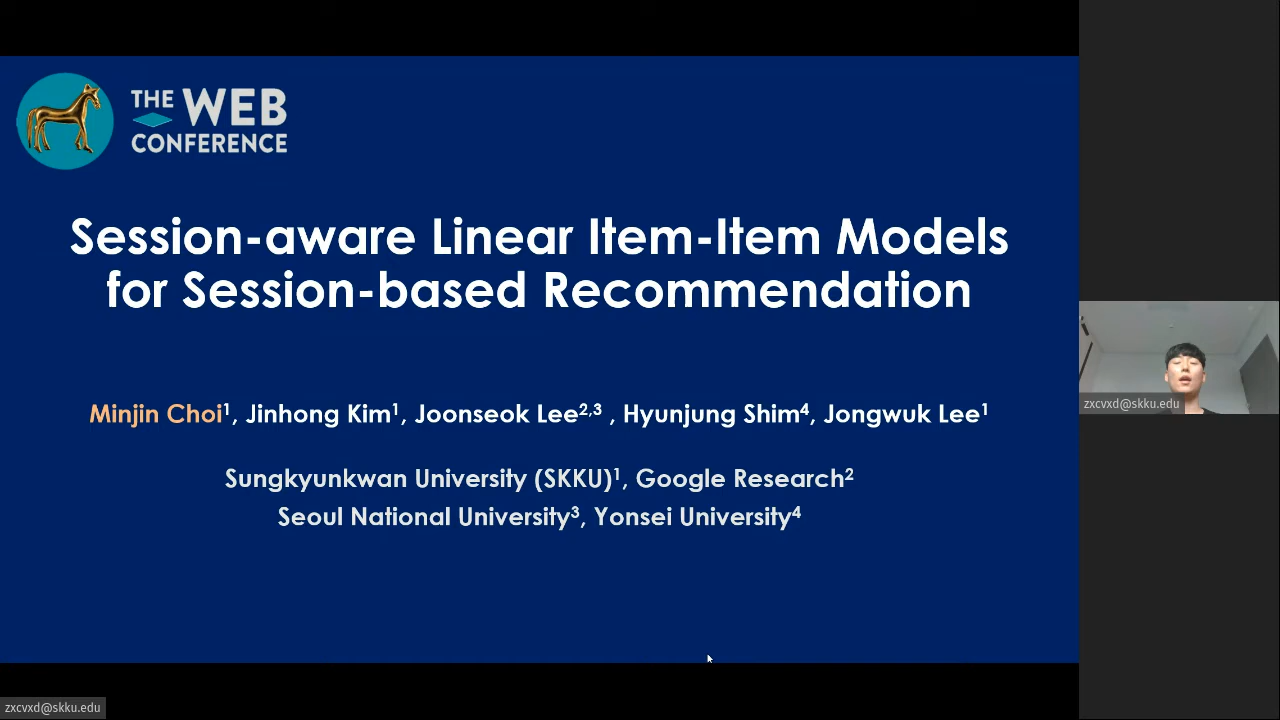 THE WEB
CONFERENCE
Session-aware Linear Item-Item Models
for Session-based Recommendation
Minjin Choi¹, Jinhong Kim¹, Joonseok Lee²,³ , Hyunjung Shim⁴, Jongwuk Lee¹
Sungkyunkwan University (SKKU)¹, Google Research²
Seoul National University³, Yonsei University⁴
zxcvxd@skku.edu
zxcvxd@skku.edu